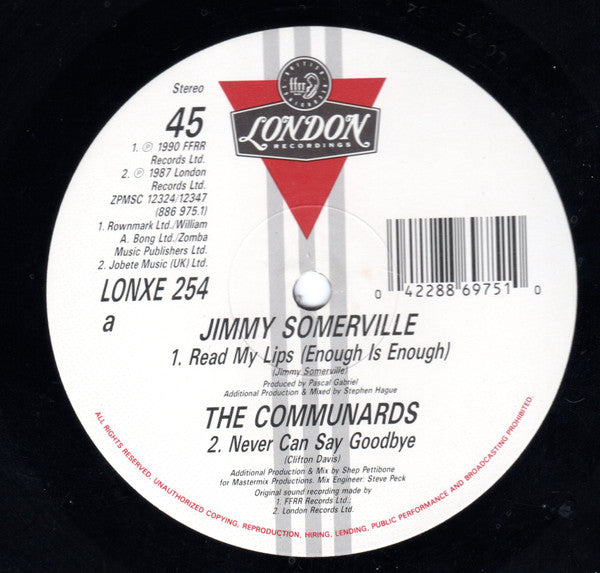 BRITISH
ffrr
LONDON
RECORDINGS
Stereo
45
1. ℗ 1990 FFRR
Records Ltd.
2. ℗ 1987 London
Records Ltd.
ZPMSC 12324/12347
(886 975.1)
1. Rownmark Ltd./William
A. Bong Ltd./Zomba
Music Publishers Ltd.
2. Jobete Music (UK) Ltd.
LONXE 254
a
0 42288 69751 0
JIMMY SOMERVILLE
1. Read My Lips (Enough Is Enough)
(Jimmy Somerville)
Produced by Pascal Gabriel
Additional Production & Mixed by Stephen Hague
THE COMMUNARDS
2. Never Can Say Goodbye
(Clifton Davis)
Additional Production & Mix by Shep Pettibone
for Mastermix Productions. Mix Engineer: Steve Peck
Original sound recording made by
1. FFRR Records Ltd.
2. London Records Ltd.
ALL RIGHTS RESERVED. UNAUTHORIZED COPYING, REPRODUCTION, HIRING, LENDING, PUBLIC PERFORMANCE AND BROADCASTING PROHIBITED.